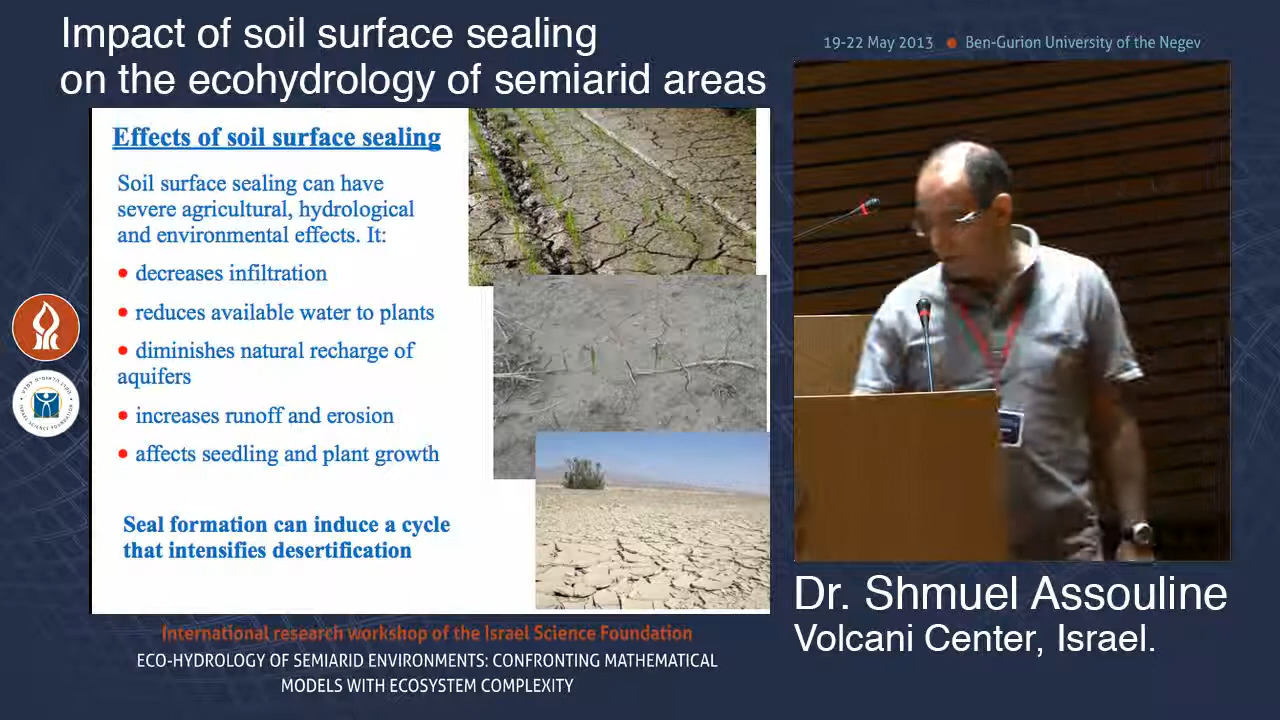 Impact of soil surface sealing
on the ecohydrology of semiarid areas
19-22 May 2013 • Ben-Gurion University of the Negev
Effects of soil surface sealing
Soil surface sealing can have
severe agricultural, hydrological
and environmental effects. It:
• decreases infiltration
• reduces available water to plants
• diminishes natural recharge of
aquifers
• increases runoff and erosion
• affects seedling and plant growth
Seal formation can induce a cycle
that intensifies desertification
Dr. Shmuel Assouline
Volcani Center, Israel.
International research workshop of the Israel Science Foundation
ECO-HYDROLOGY OF SEMIARID ENVIRONMENTS: CONFRONTING MATHEMATICAL
MODELS WITH ECOSYSTEM COMPLEXITY